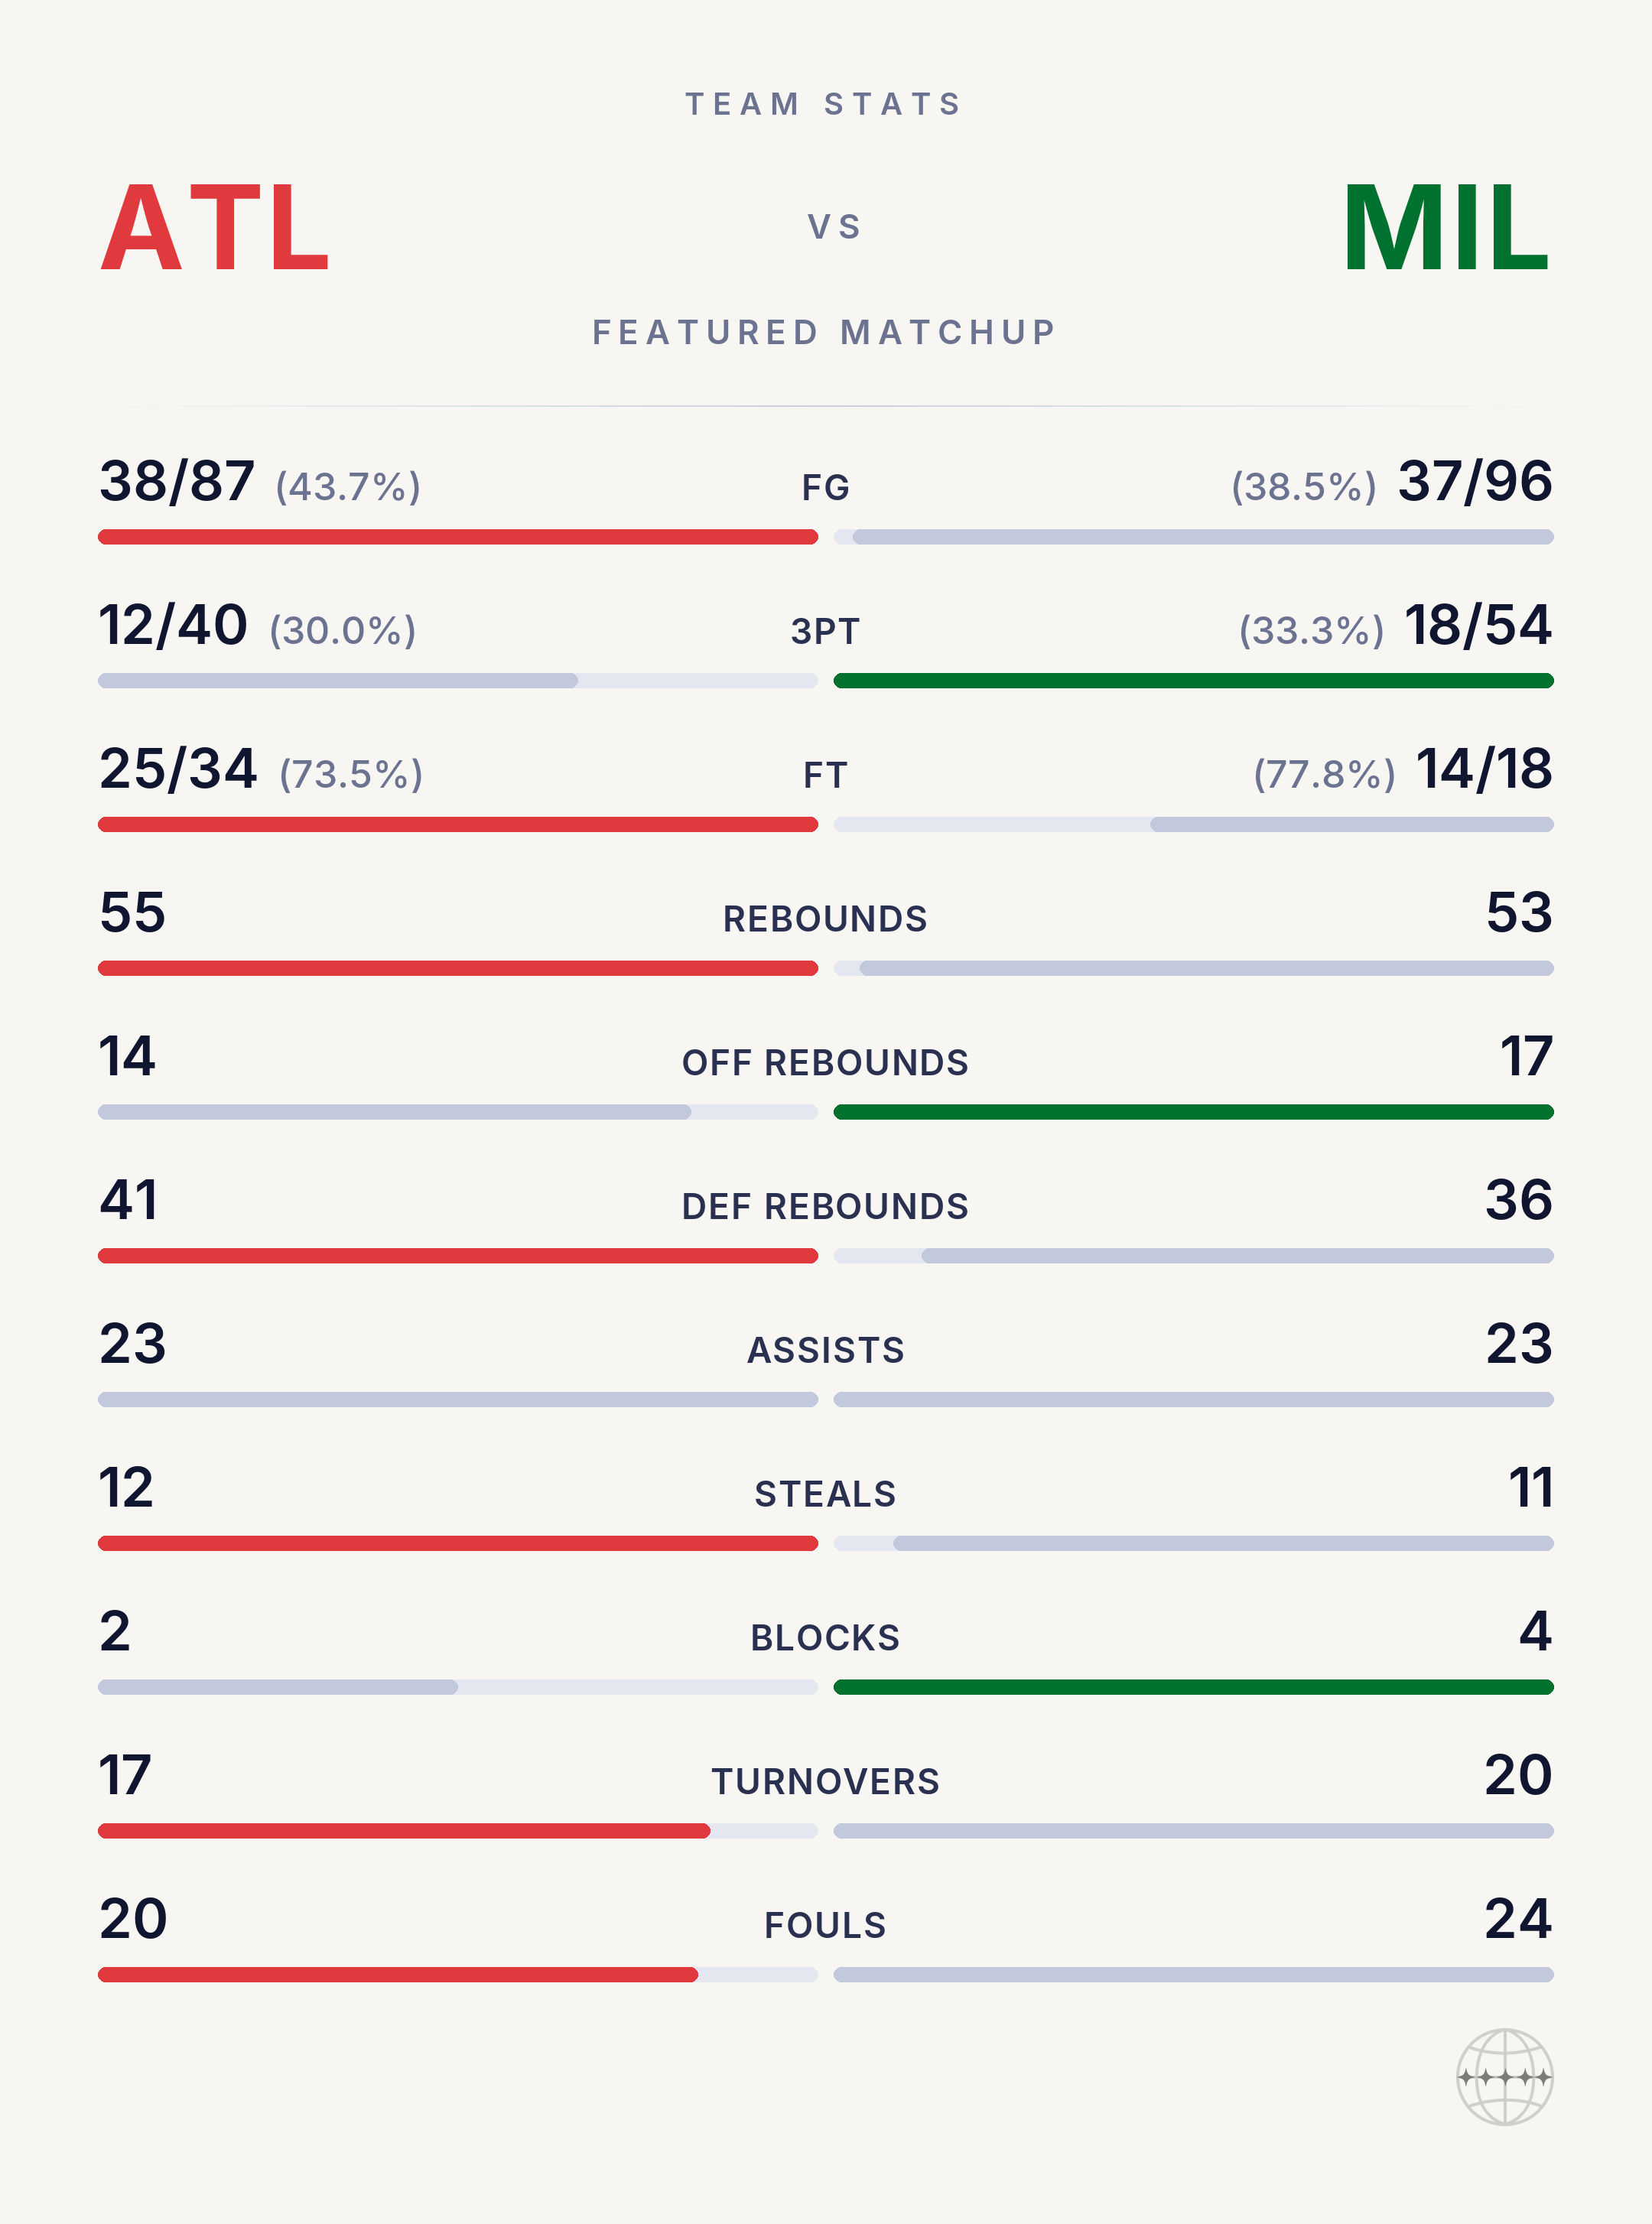 TEAM STATS
ATL VS MIL
FEATURED MATCHUP
38/87 (43.7%) FG (38.5%) 37/96
12/40 (30.0%) 3PT (33.3%) 18/54
25/34 (73.5%) FT (77.8%) 14/18
55 REBOUNDS 53
14 OFF REBOUNDS 17
41 DEF REBOUNDS 36
23 ASSISTS 23
12 STEALS 11
2 BLOCKS 4
17 TURNOVERS 20
20 FOULS 24